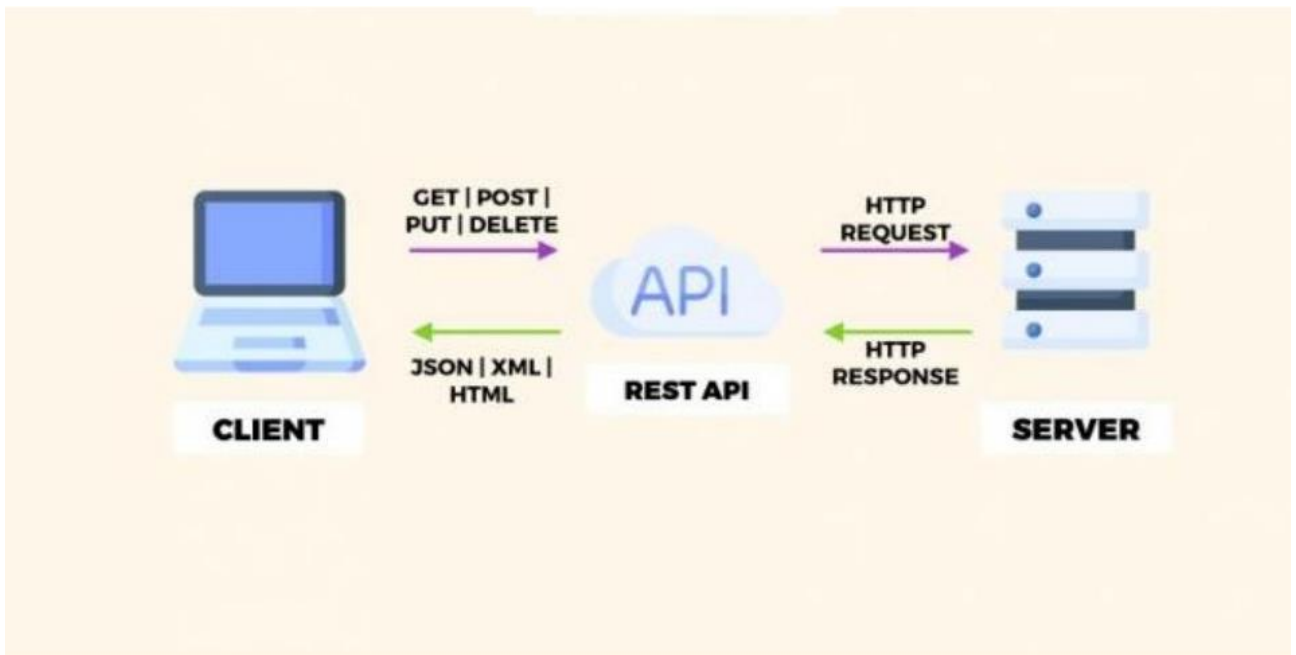 GET | POST |
PUT | DELETE
JSON | XML |
HTML
CLIENT
API
REST API
HTTP
REQUEST
HTTP
RESPONSE
SERVER